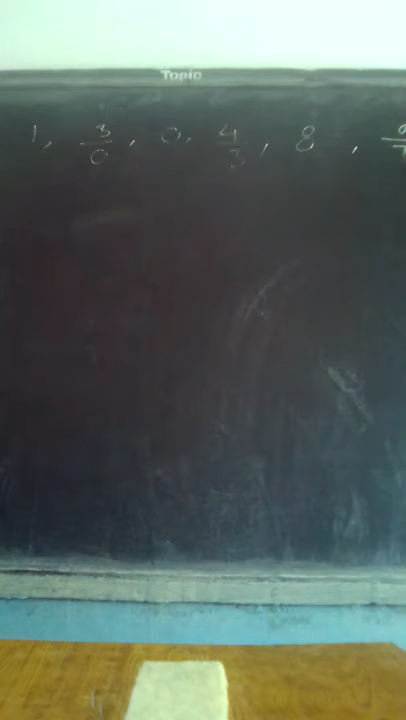 Topic
1, 3/0, 0, 4/3, 8,